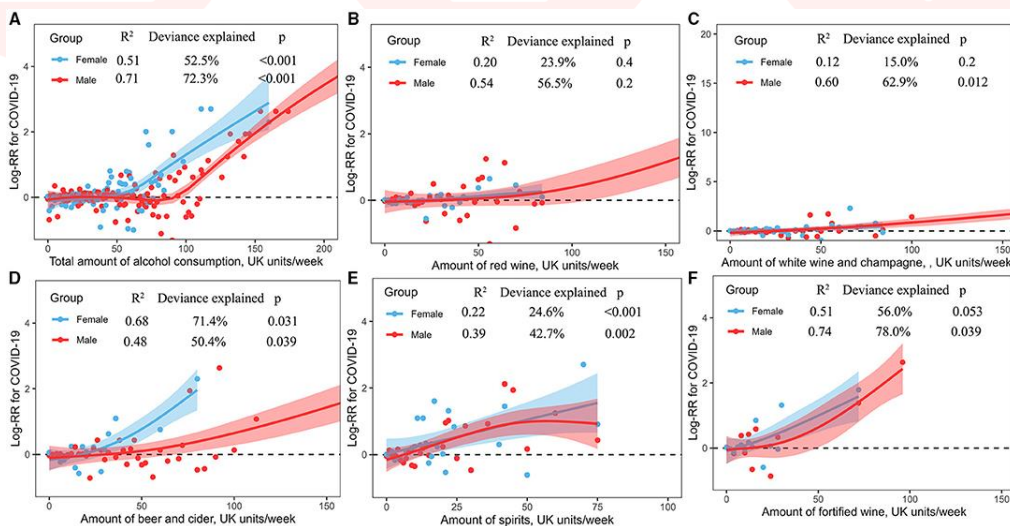 A
Group R² Deviance explained p
Female 0.51 52.5% <0.001
Male 0.71 72.3% <0.001
Log-RR for COVID-19
4
2
0
0 50 100 150 200
Total amount of alcohol consumption, UK units/week
B
Group R² Deviance explained p
Female 0.20 23.9% 0.4
Male 0.54 56.5% 0.2
Log-RR for COVID-19
4
2
0
0 50 100 150
Amount of red wine, UK units/week
C
Group R² Deviance explained p
Female 0.12 15.0% 0.2
Male 0.60 62.9% 0.012
Log-RR for COVID-19
20
15
10
5
0
0 50 100 150
Amount of white wine and champagne, , UK units/week
D
Group R² Deviance explained p
Female 0.68 71.4% 0.031
Male 0.48 50.4% 0.039
Log-RR for COVID-19
4
2
0
0 50 100 150
Amount of beer and cider, UK units/week
E
Group R² Deviance explained p
Female 0.22 24.6% <0.001
Male 0.39 42.7% 0.002
Log-RR for COVID-19
4
2
0
0 25 50 75 100
Amount of spirits, UK units/week
F
Group R² Deviance explained p
Female 0.51 56.0% 0.053
Male 0.74 78.0% 0.039
Log-RR for COVID-19
4
2
0
0 50 100 150
Amount of fortified wine, UK units/week